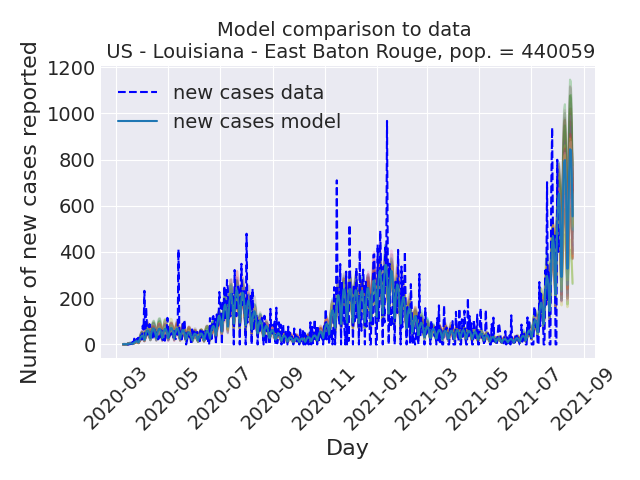 Model comparison to data
US - Louisiana - East Baton Rouge, pop. = 440059
Number of new cases reported
1200
1000
800
600
400
200
0
new cases data
new cases model
2020-03
2020-05
2020-07
2020-09
2020-11
2021-01
2021-03
2021-05
2021-07
2021-09
Day